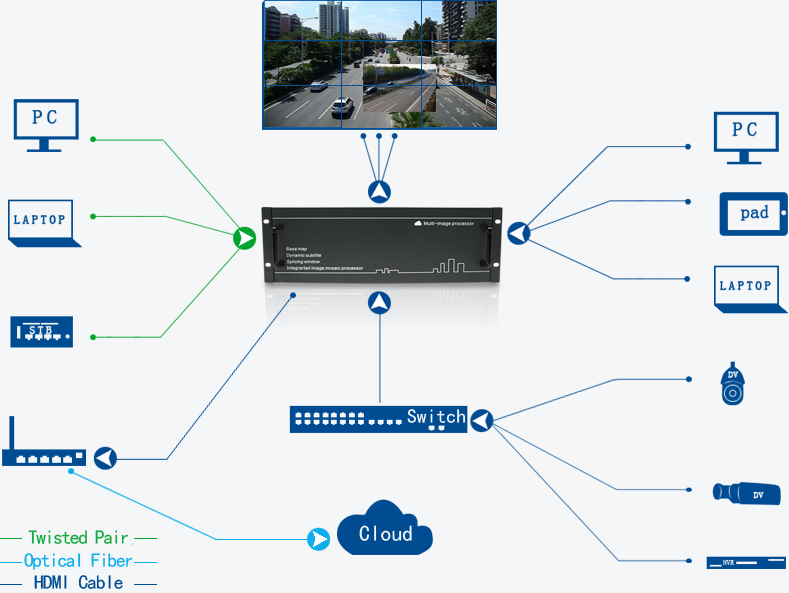 PC
PC
LAPTOP
pad
Multi-image processor
Base map
Dynamic subtitle
Splicing window
Integrarted image mosaic processor
LAPTOP
STB
DV
Switch
DV
Cloud
Twisted Pair
Optical Fiber
HDMI Cable
NVR